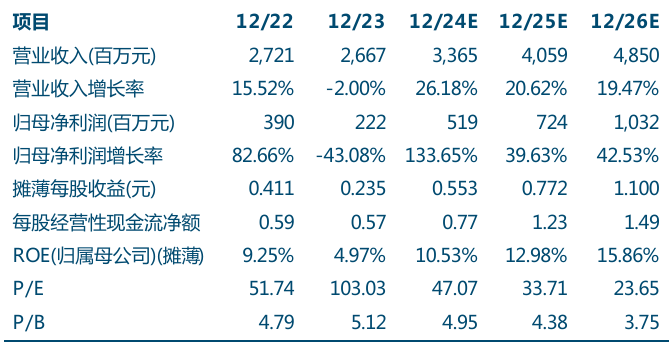 项目 12/22 12/23 12/24E 12/25E 12/26E
营业收入(百万元) 2,721 2,667 3,365 4,059 4,850
营业收入增长率 15.52% -2.00% 26.18% 20.62% 19.47%
归母净利润(百万元) 390 222 519 724 1,032
归母净利润增长率 82.66% -43.08% 133.65% 39.63% 42.53%
摊薄每股收益(元) 0.411 0.235 0.553 0.772 1.100
每股经营性现金流净额 0.59 0.57 0.77 1.23 1.49
ROE(归属母公司)(摊薄) 9.25% 4.97% 10.53% 12.98% 15.86%
P/E 51.74 103.03 47.07 33.71 23.65
P/B 4.79 5.12 4.95 4.38 3.75